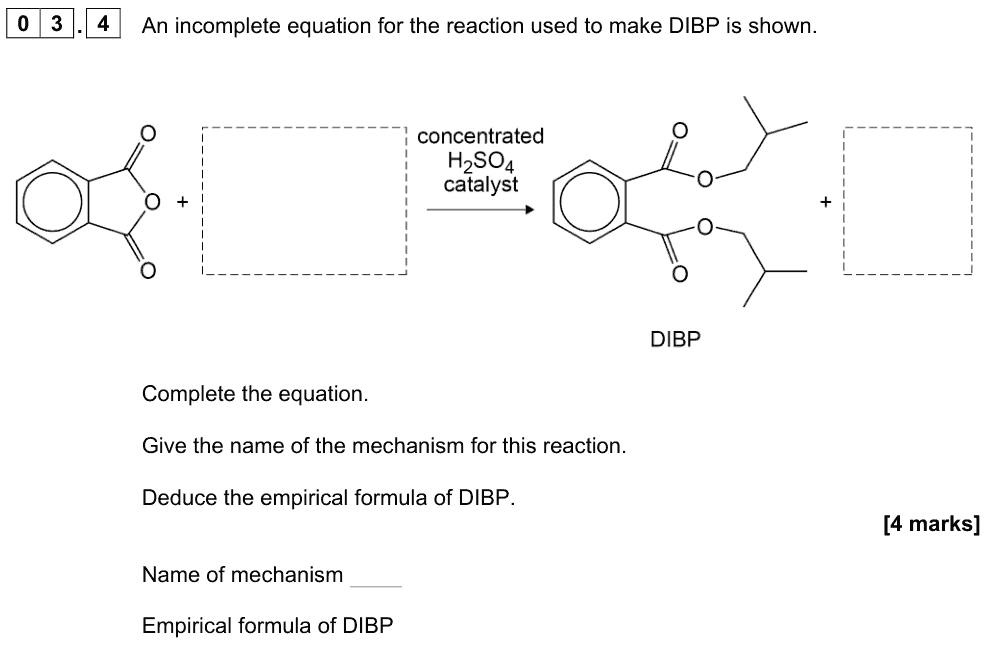 03.4 An incomplete equation for the reaction used to make DIBP is shown.
O
O
O
+
concentrated
H₂SO₄
catalyst
O
O
O
O
+
DIBP
Complete the equation.
Give the name of the mechanism for this reaction.
Deduce the empirical formula of DIBP.
[4 marks]
Name of mechanism
Empirical formula of DIBP